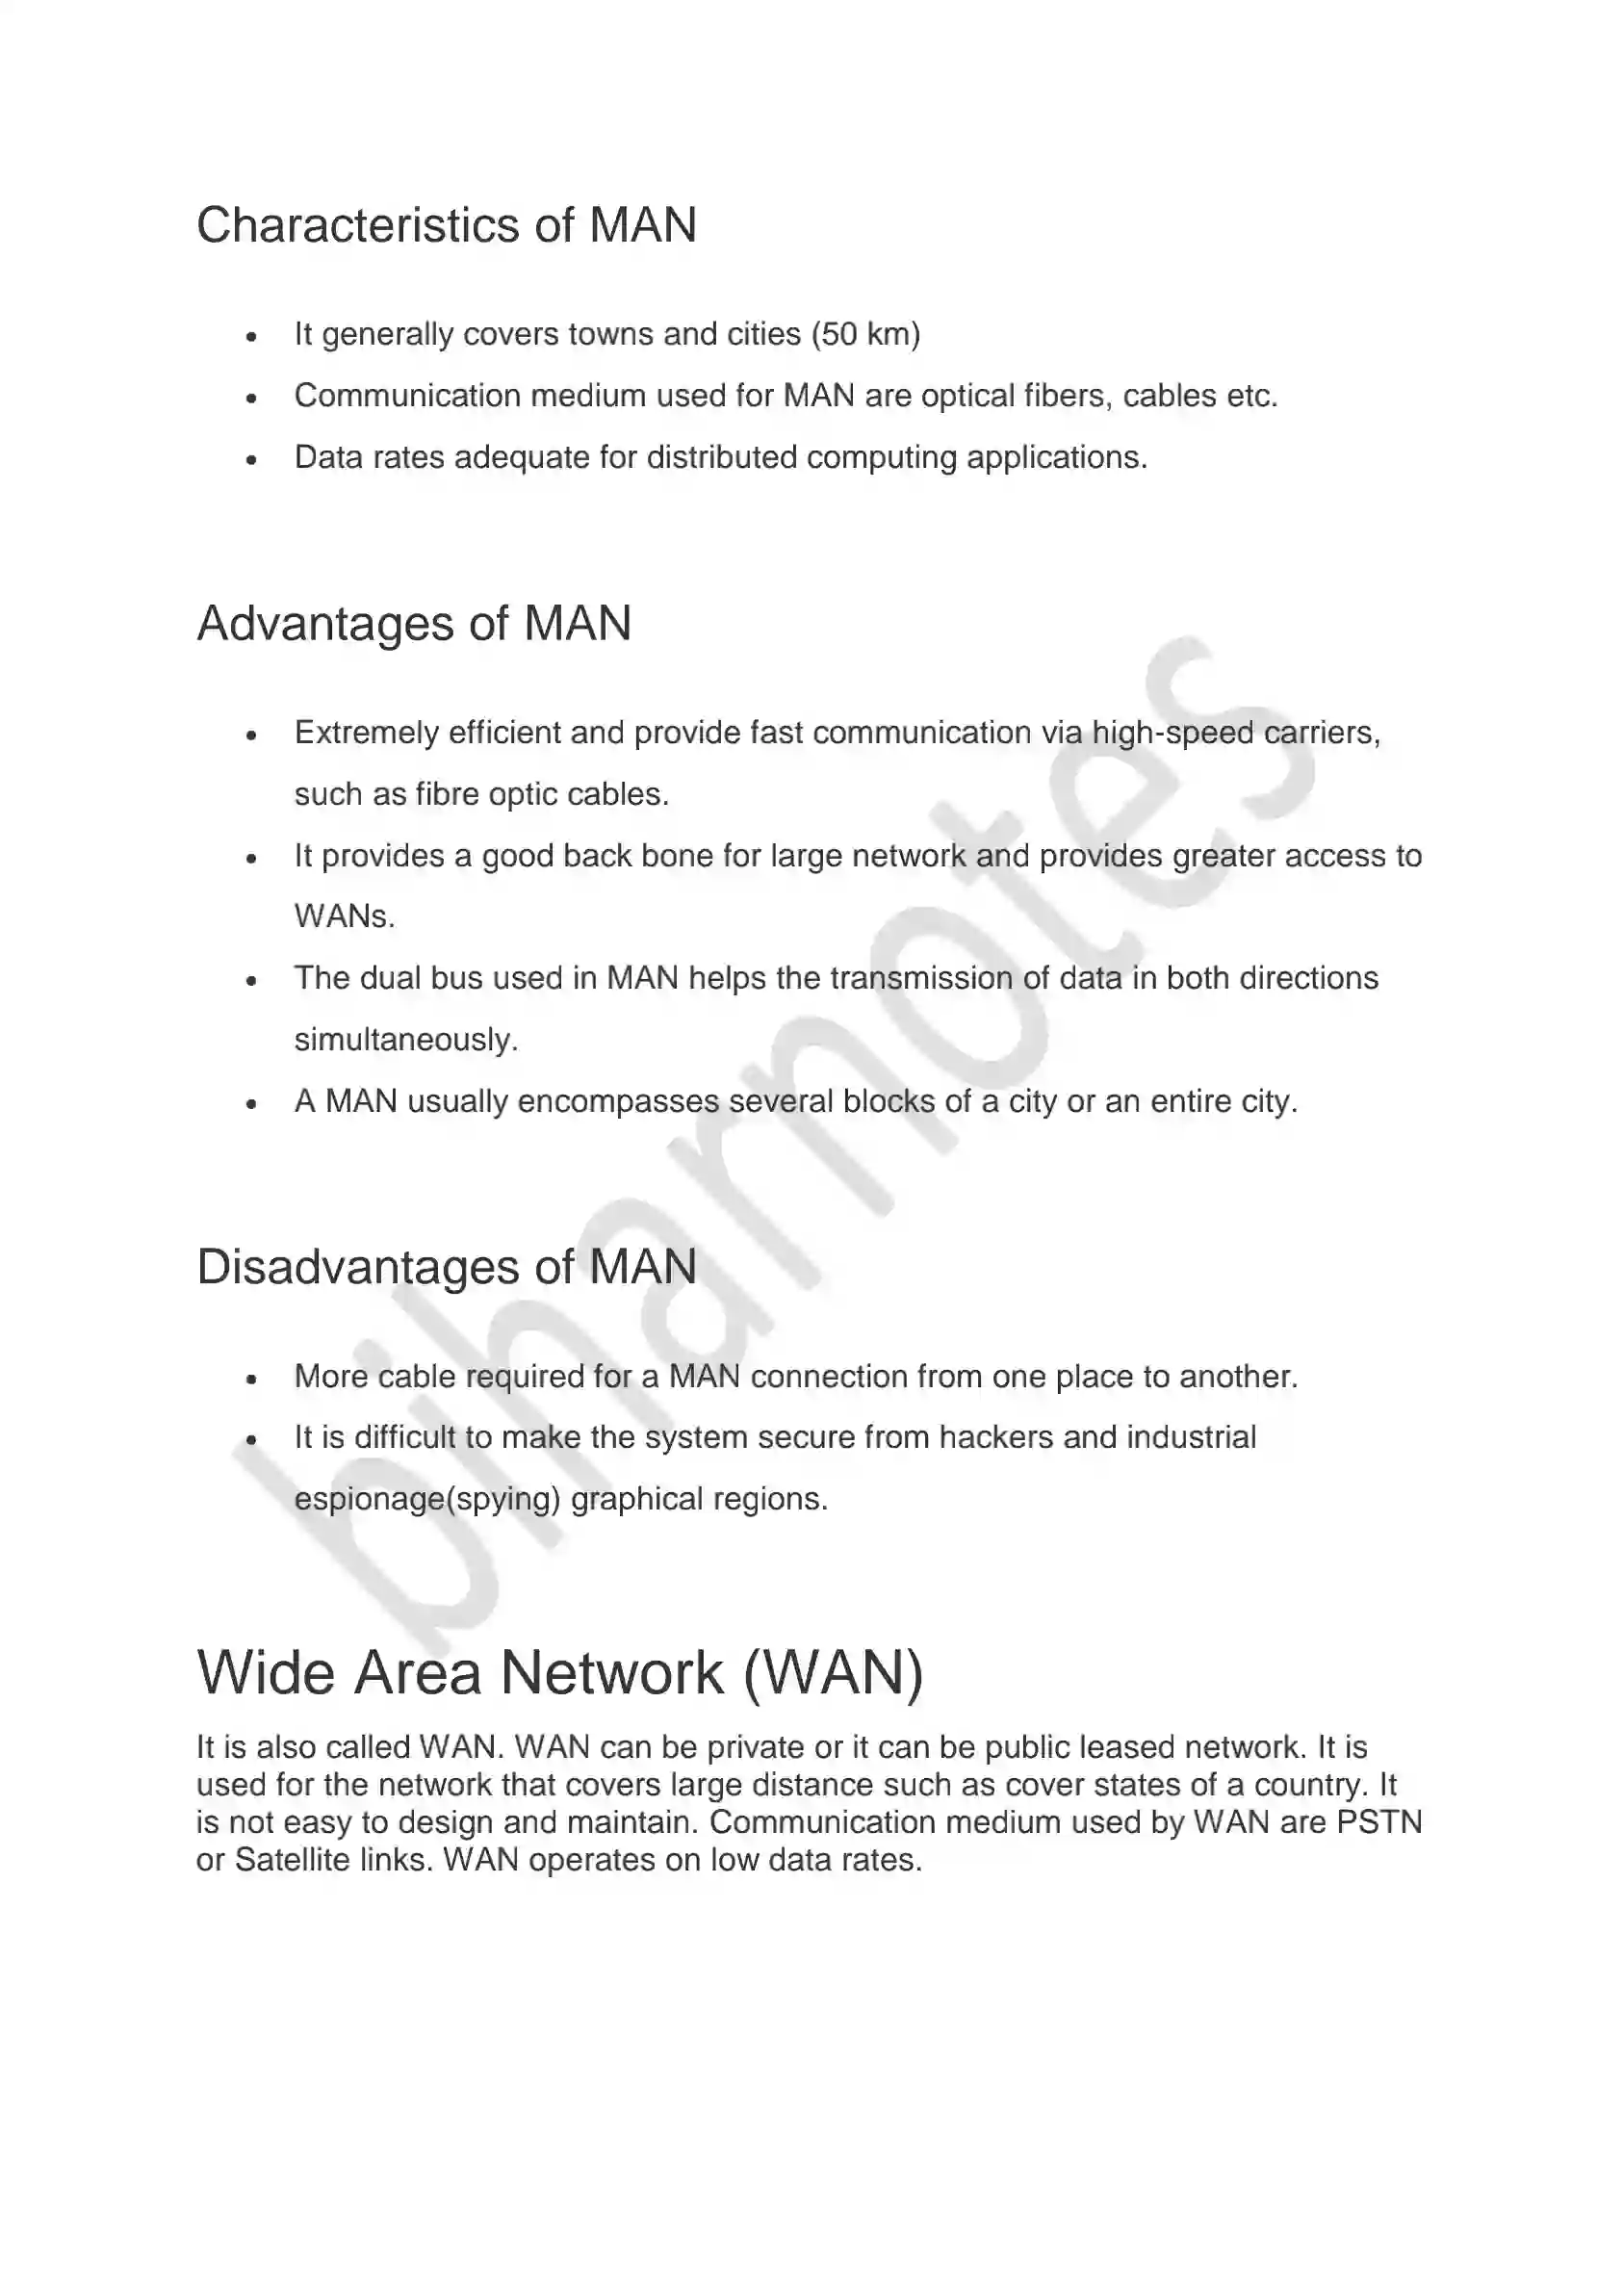 Characteristics of MAN
• It generally covers towns and cities (50 km)
• Communication medium used for MAN are optical fibers, cables etc.
• Data rates adequate for distributed computing applications.
Advantages of MAN
• Extremely efficient and provide fast communication via high-speed carriers,
such as fibre optic cables.
• It provides a good back bone for large network and provides greater access to
WANs.
• The dual bus used in MAN helps the transmission of data in both directions
simultaneously.
• A MAN usually encompasses several blocks of a city or an entire city.
Disadvantages of MAN
• More cable required for a MAN connection from one place to another.
• It is difficult to make the system secure from hackers and industrial
espionage(spying) graphical regions.
Wide Area Network (WAN)
It is also called WAN. WAN can be private or it can be public leased network. It is
used for the network that covers large distance such as cover states of a country. It
is not easy to design and maintain. Communication medium used by WAN are PSTN
or Satellite links. WAN operates on low data rates.
biharnotes